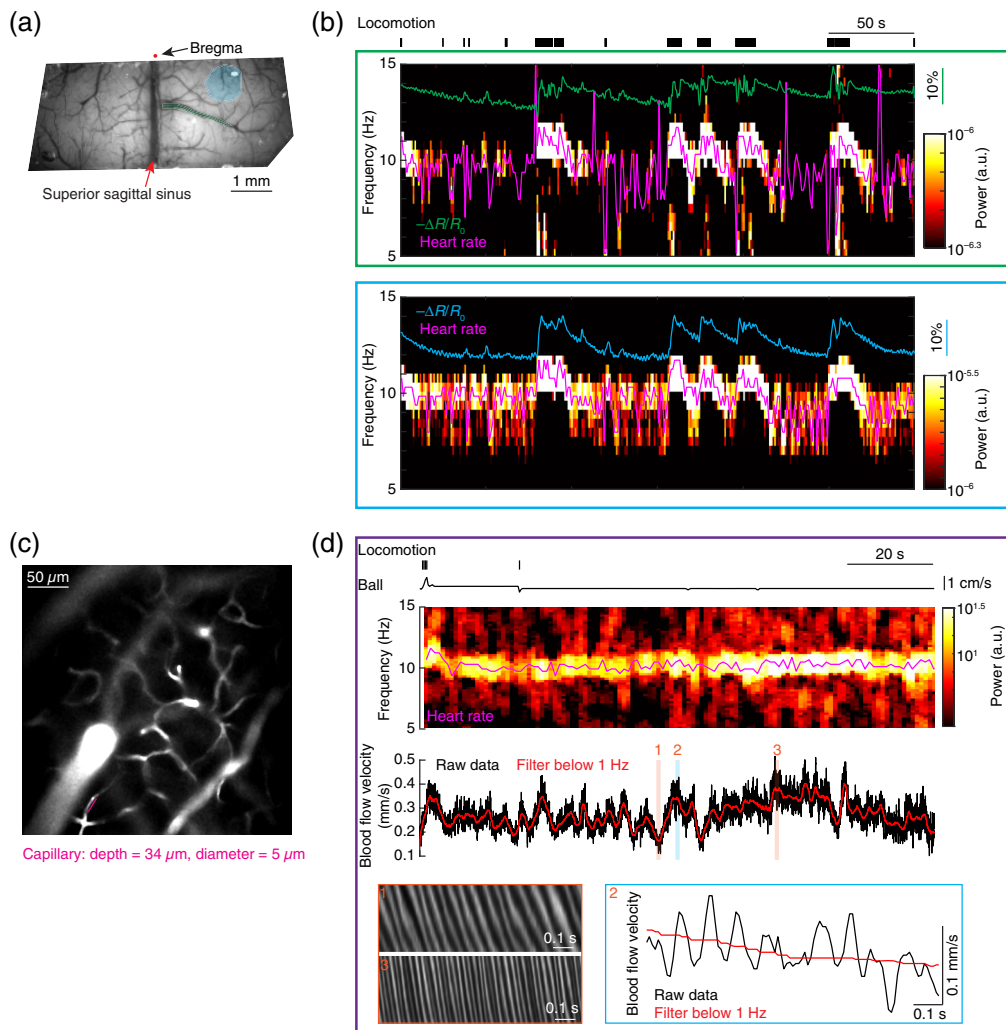 (a)
Bregma
Superior sagittal sinus
1 mm
(b)
Locomotion
50 s
15
10
5
Frequency (Hz)
−ΔR/R0
Heart rate
10%
10−6
10−6.3
Power (a.u.)
15
10
5
Frequency (Hz)
−ΔR/R0
Heart rate
10%
10−5.5
10−6
Power (a.u.)
(c)
50 µm
Capillary: depth = 34 µm, diameter = 5 µm
(d)
Locomotion
20 s
Ball
1 cm/s
15
10
5
Frequency (Hz)
Heart rate
101.5
101
Power (a.u.)
1
2
3
Raw data Filter below 1 Hz
0.5
0.4
0.3
0.2
0.1
Blood flow velocity
(mm/s)
1
0.1 s
3
0.1 s
2
Blood flow velocity
Raw data
Filter below 1 Hz
0.1 mm/s
0.1 s